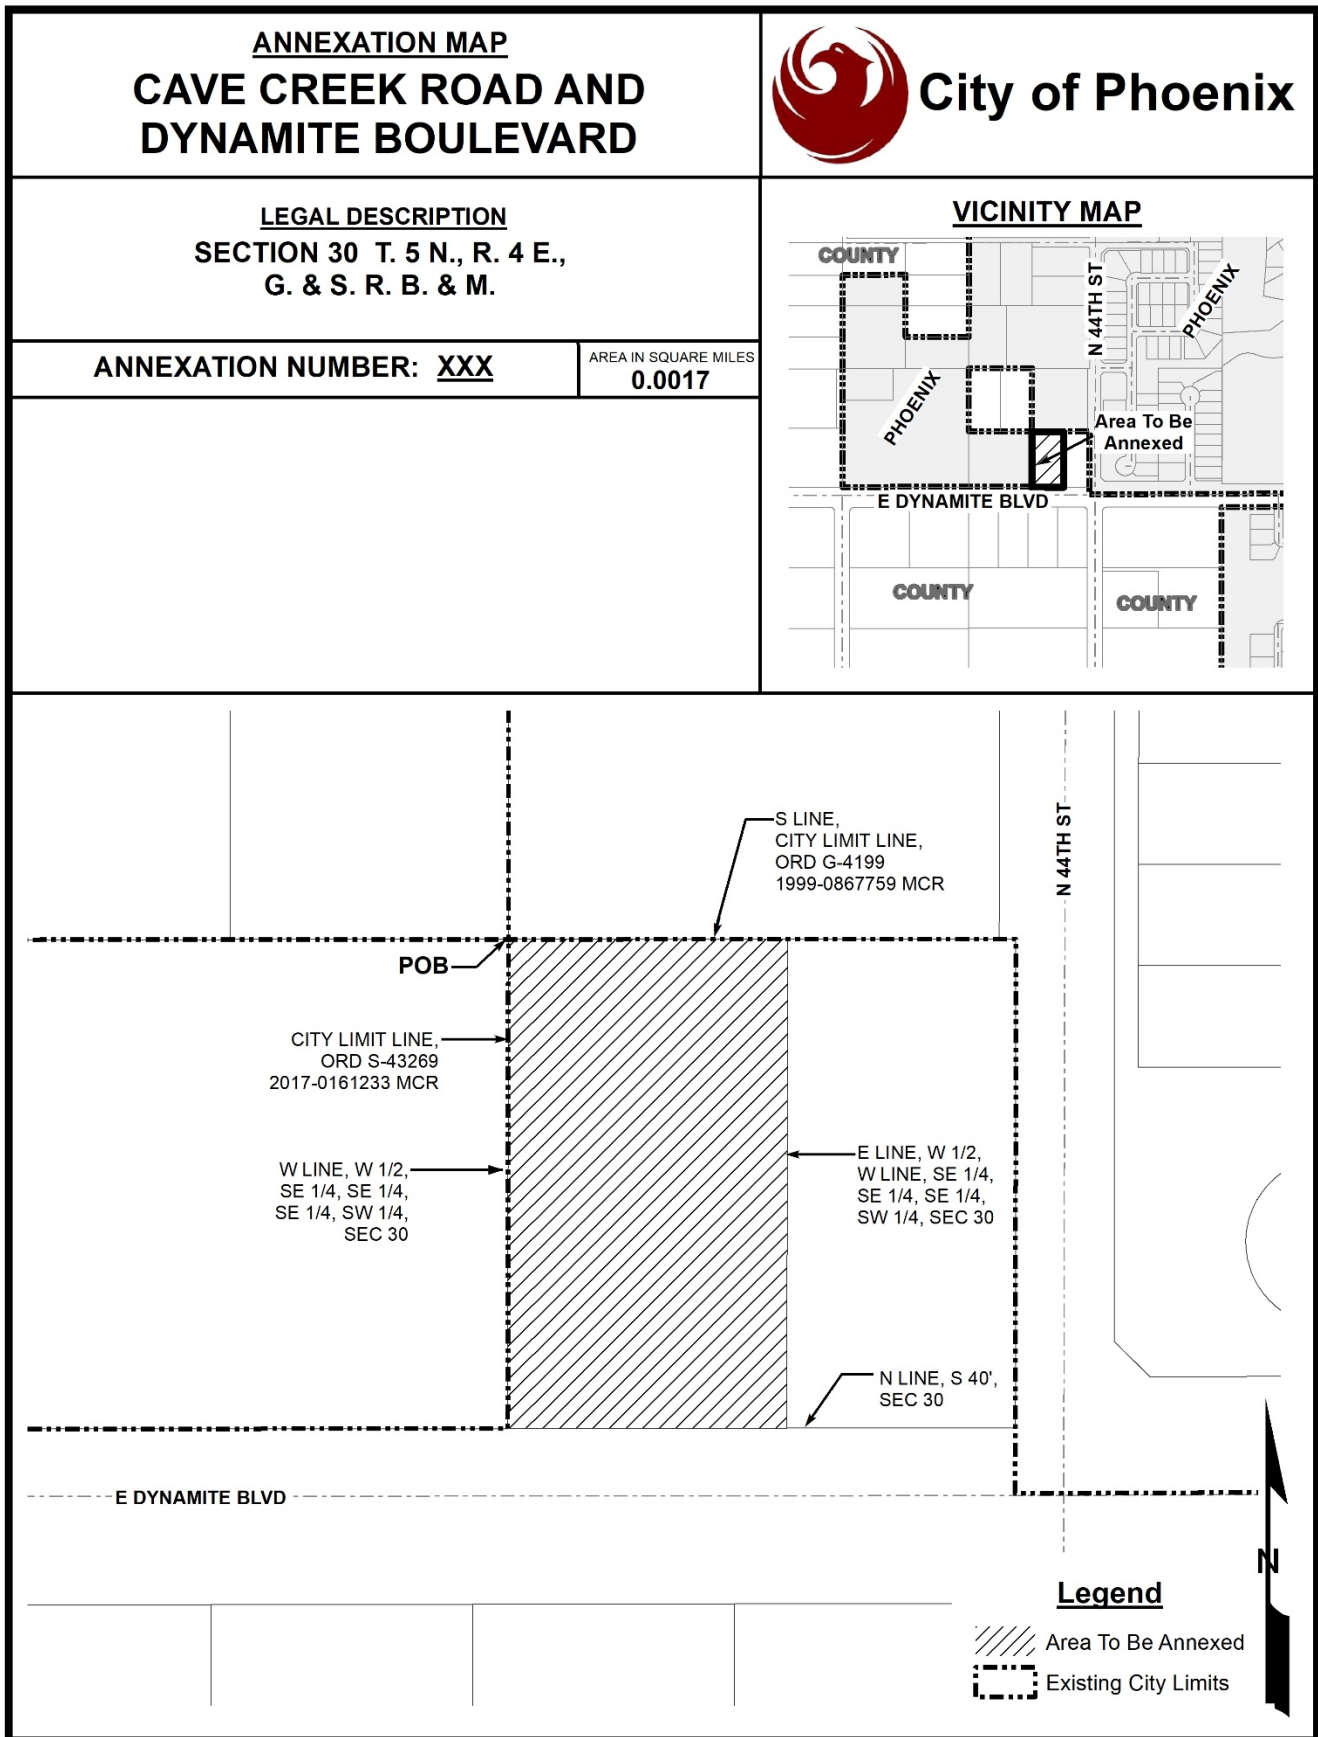 ANNEXATION MAP
CAVE CREEK ROAD AND
DYNAMITE BOULEVARD
City of Phoenix
LEGAL DESCRIPTION
SECTION 30 T. 5 N., R. 4 E.,
G. & S. R. B. & M.
ANNEXATION NUMBER: XXX
AREA IN SQUARE MILES
0.0017
VICINITY MAP
COUNTY
N 44TH ST
PHOENIX
PHOENIX
Area To Be
Annexed
E DYNAMITE BLVD
COUNTY
COUNTY
S LINE,
CITY LIMIT LINE,
ORD G-4199
1999-0867759 MCR
N 44TH ST
POB
CITY LIMIT LINE,
ORD S-43269
2017-0161233 MCR
W LINE, W 1/2,
SE 1/4, SE 1/4,
SE 1/4, SW 1/4,
SEC 30
E LINE, W 1/2,
W LINE, SE 1/4,
SE 1/4, SE 1/4,
SW 1/4, SEC 30
N LINE, S 40',
SEC 30
E DYNAMITE BLVD
N
Legend
Area To Be Annexed
Existing City Limits